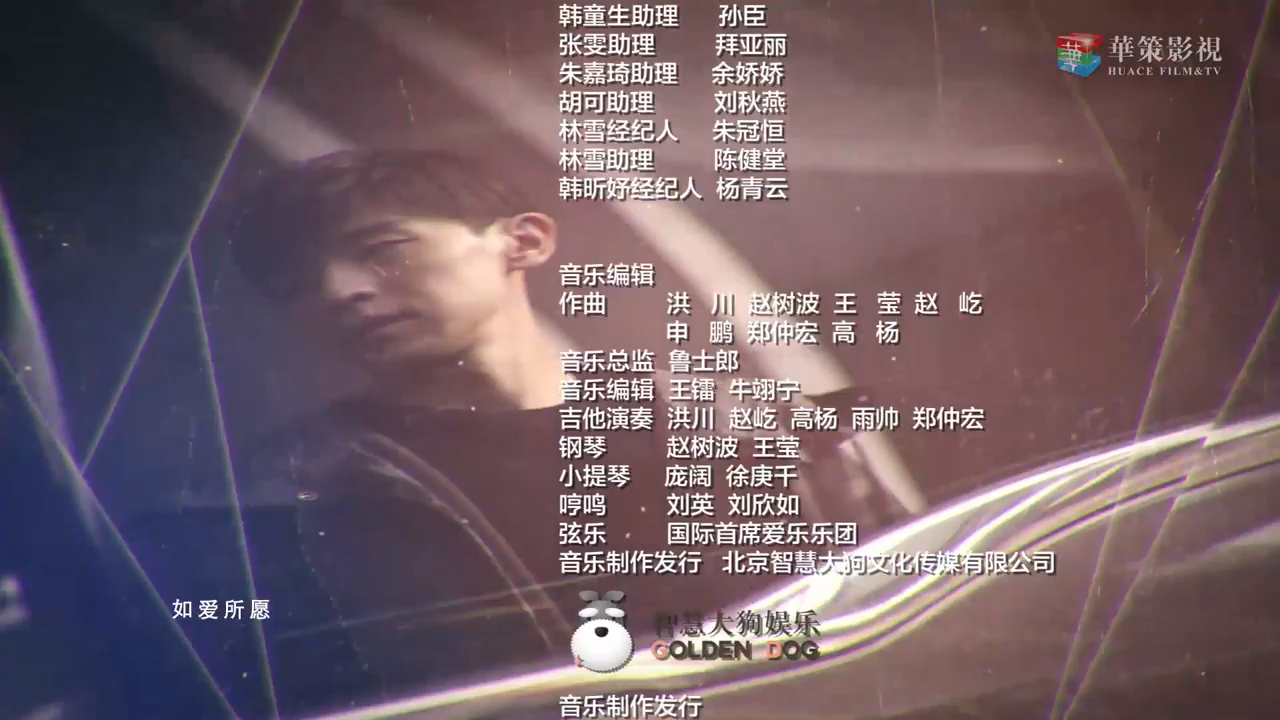 韩童生助理 孙臣
张雯助理 拜亚丽
朱嘉琦助理 余娇娇
胡可助理 刘秋燕
林雪经纪人 朱冠恒
林雪助理 陈健堂
韩昕妤经纪人 杨青云
華策影視
HUACE FILM&TV
音乐编辑
作曲 洪 川 赵树波 王 莹 赵 屹
申 鹏 郑仲宏 高 杨
音乐总监 鲁士郎
音乐编辑 王镭 牛翊宁
吉他演奏 洪川 赵屹 高杨 雨帅 郑仲宏
钢琴 赵树波 王莹
小提琴 庞阔 徐庚千
哼鸣 刘英 刘欣如
弦乐 国际首席爱乐乐团
音乐制作发行 北京智慧大狗文化传媒有限公司
如爱所愿
智慧大狗娱乐
GOLDEN DOG
音乐制作发行